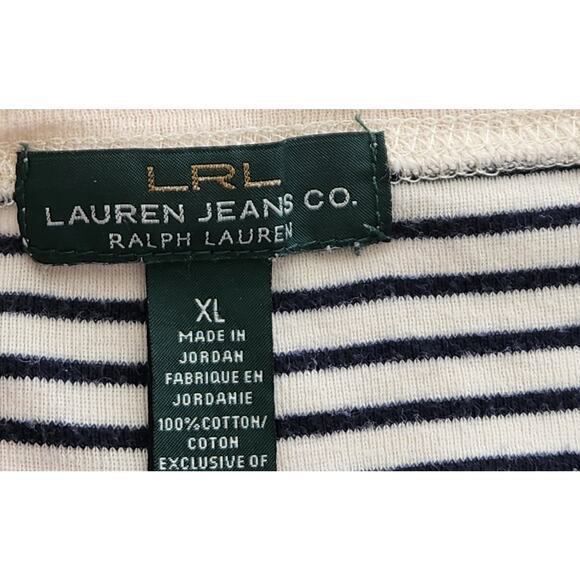 LRL
LAUREN JEANS CO.
RALPH LAUREN
XL
MADE IN
JORDAN
FABRIQUE EN
JORDANIE
100% COTTON/
COTON
EXCLUSIVE OF